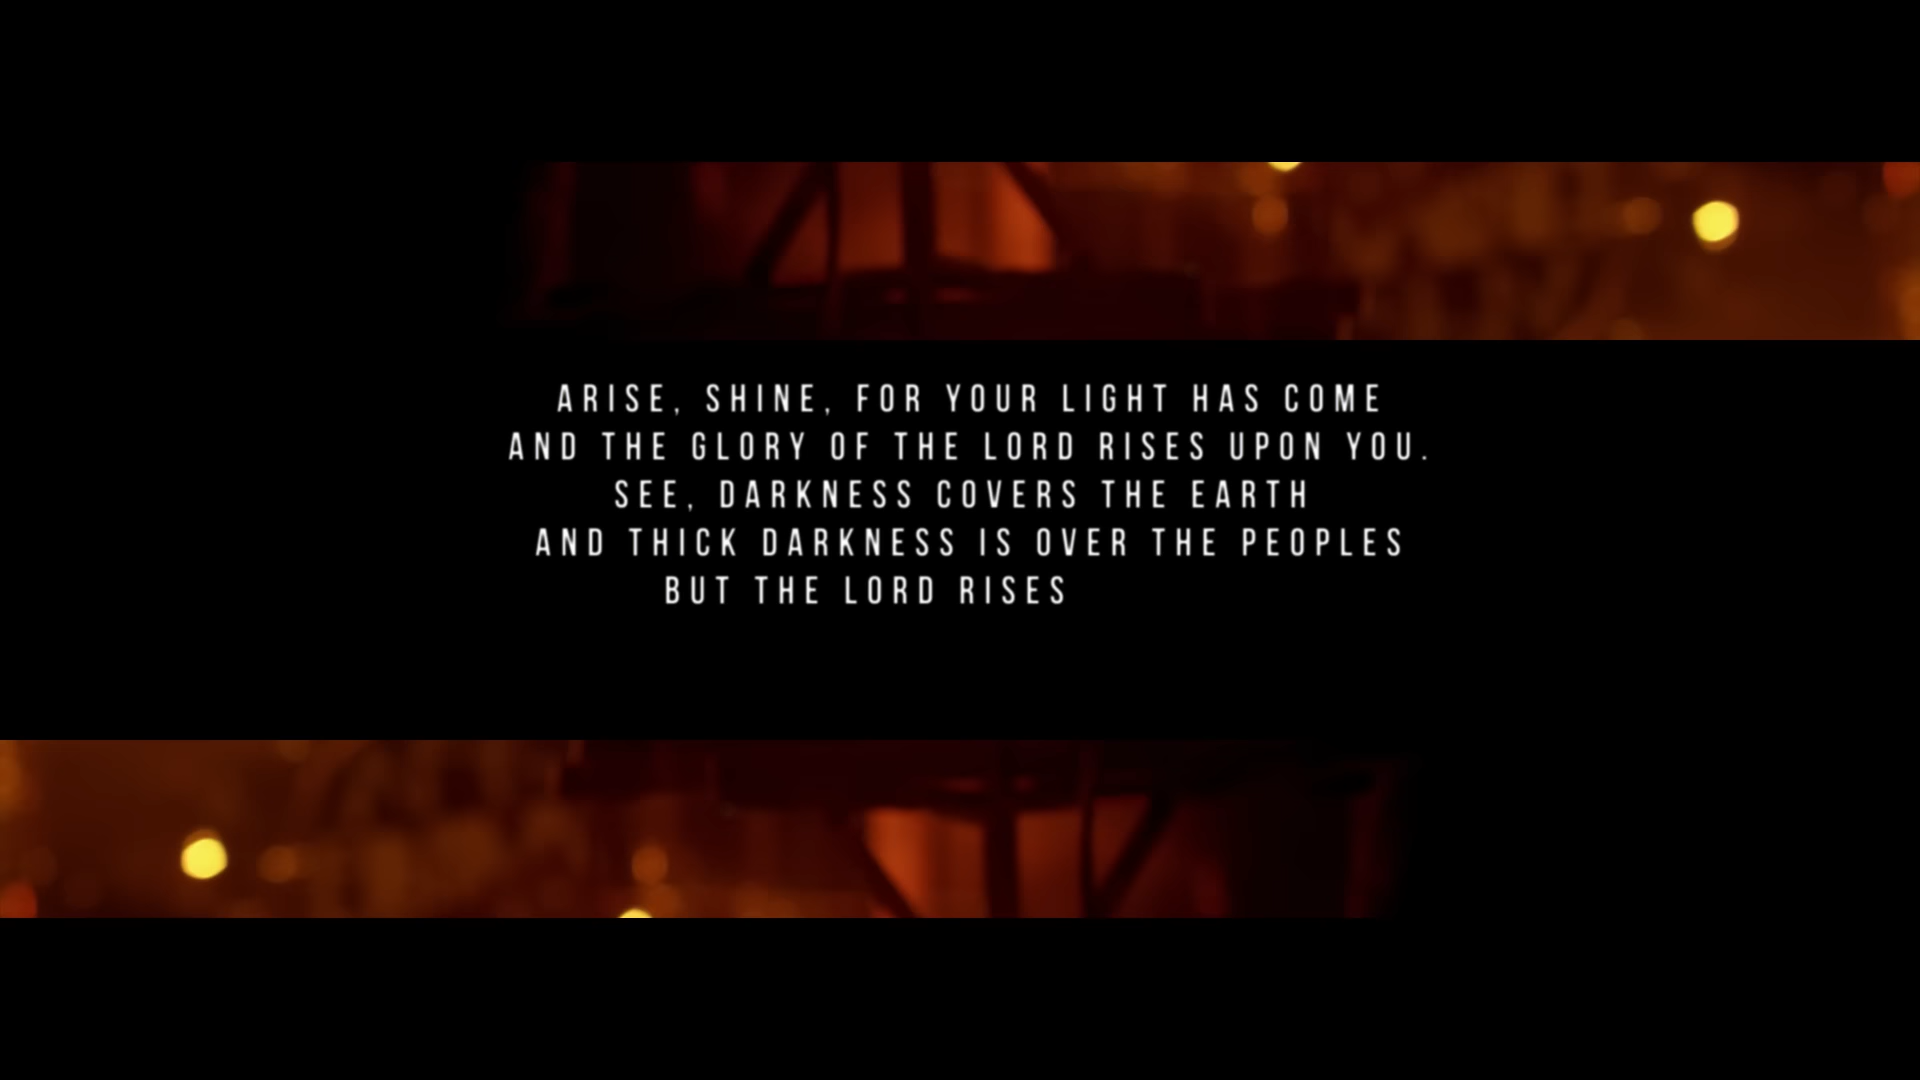 ARISE, SHINE, FOR YOUR LIGHT HAS COME
AND THE GLORY OF THE LORD RISES UPON YOU.
SEE, DARKNESS COVERS THE EARTH
AND THICK DARKNESS IS OVER THE PEOPLES
BUT THE LORD RISES